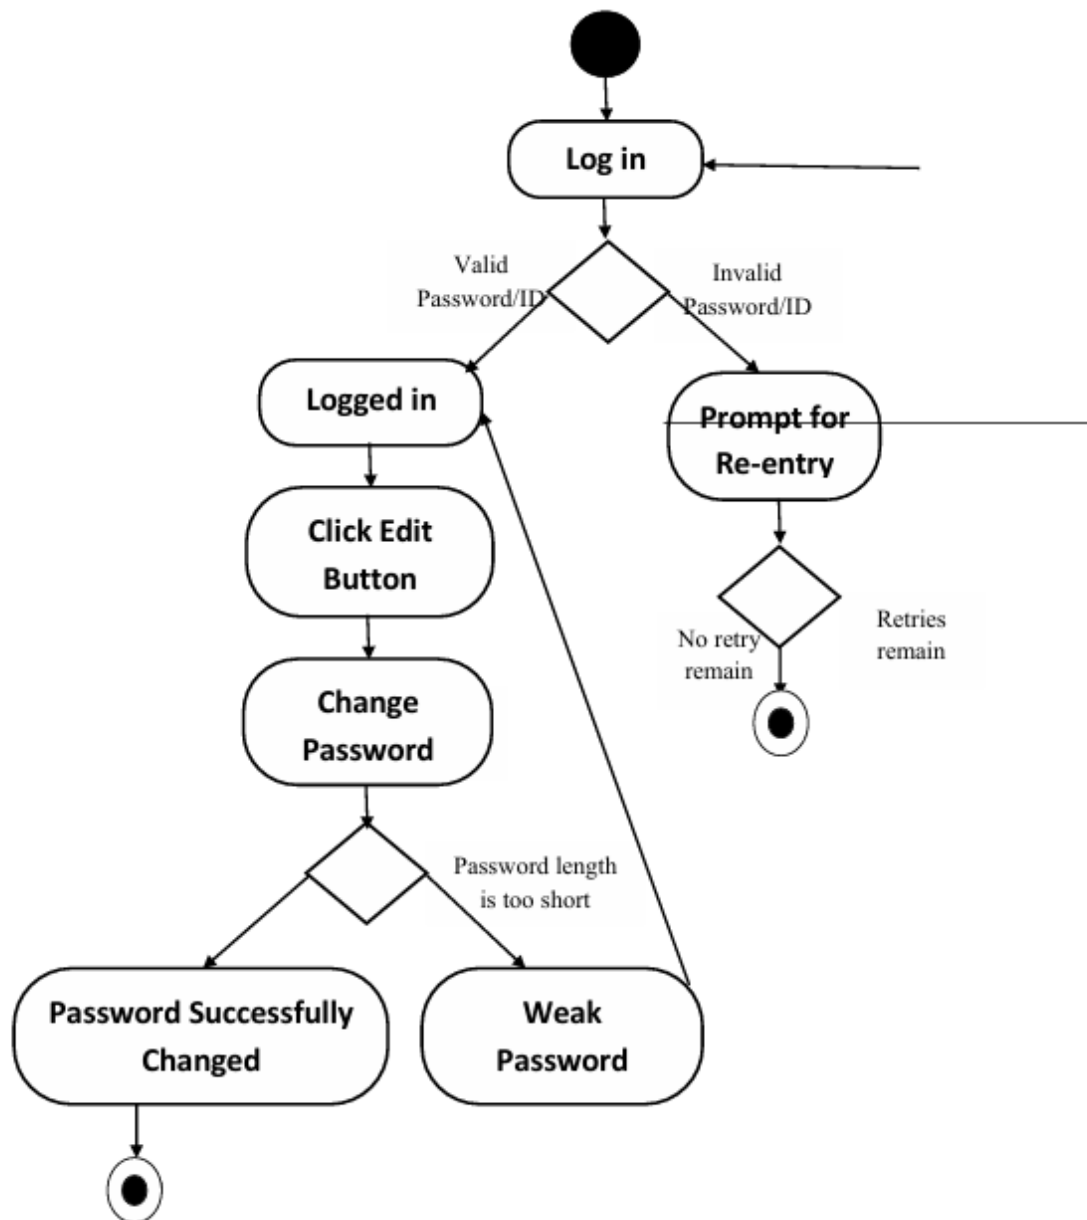 Log in
Valid
Password/ID
Invalid
Password/ID
Logged in
Prompt for
Re-entry
Click Edit
Button
No retry
remain
Retries
remain
Change
Password
Password length
is too short
Password Successfully
Changed
Weak
Password